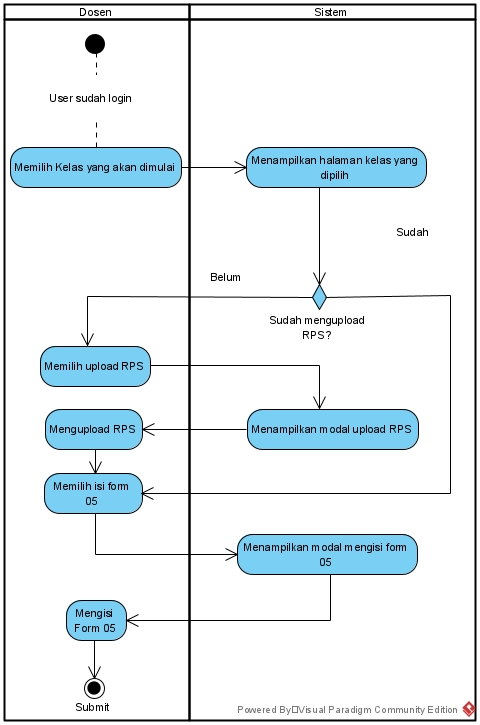 Dosen
Sistem
User sudah login
Memilih Kelas yang akan dimulai
Menampilkan halaman kelas yang
dipilih
Sudah
Belum
Sudah mengupload
RPS?
Memilih upload RPS
Mengupload RPS
Menampilkan modal upload RPS
Memilih isi form
05
Menampilkan modal mengisi form
05
Mengisi
Form 05
Submit
Powered By Visual Paradigm Community Edition